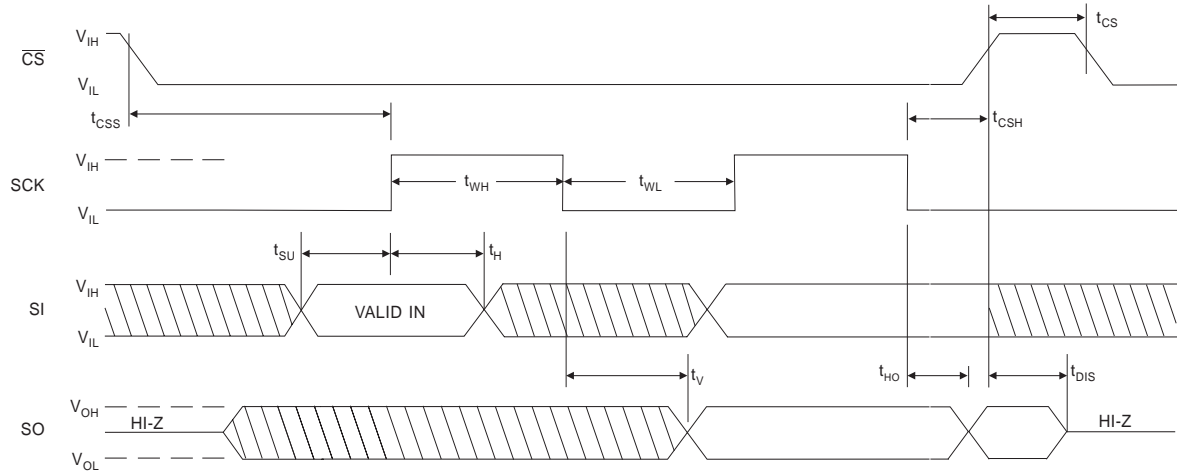 V_IH
t_CS
C̅S̅
V_IL
t_CSS
t_CSH
V_IH
t_WH
t_WL
SCK
V_IL
t_SU
t_H
V_IH
SI
VALID IN
V_IL
t_V
t_HO
t_DIS
V_OH
SO
HI-Z
HI-Z
V_OL